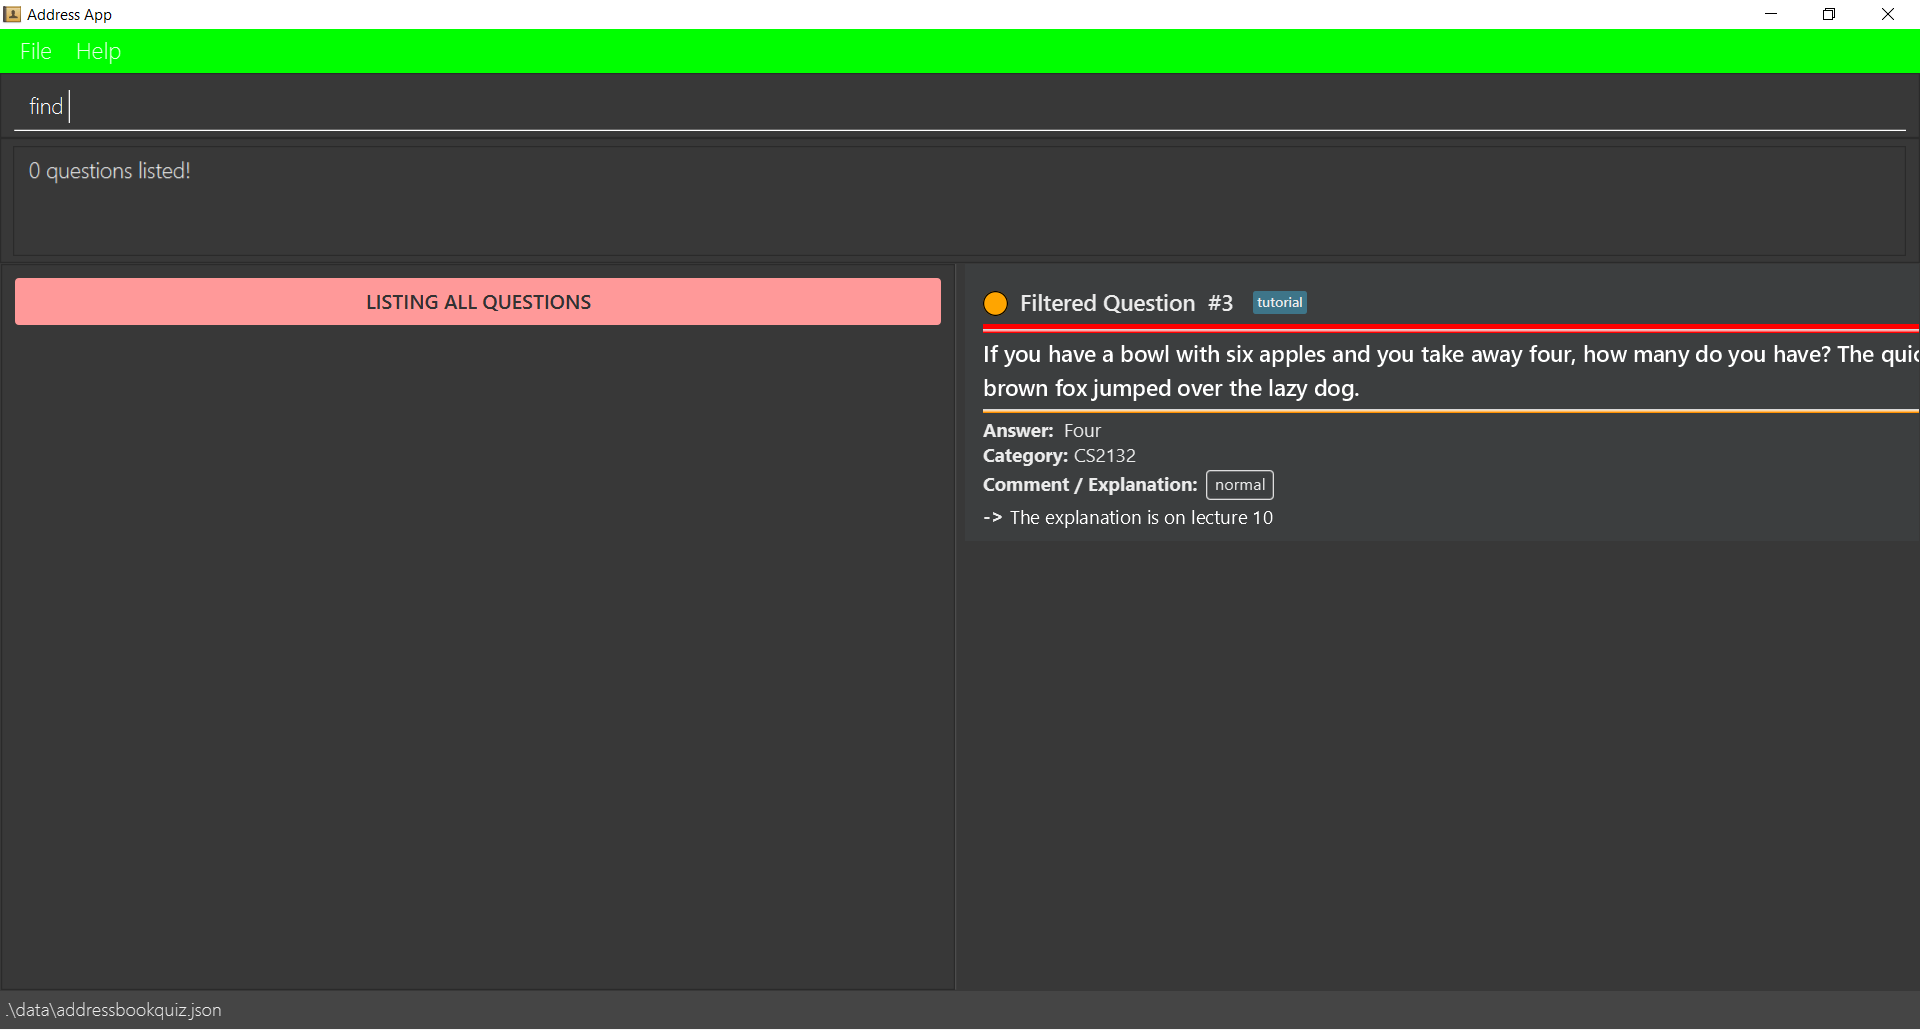 Address App
File Help
find
0 questions listed!
LISTING ALL QUESTIONS
Filtered Question #3 tutorial
If you have a bowl with six apples and you take away four, how many do you have? The
brown fox jumped over the lazy dog.
Answer: Four
Category: CS2132
Comment / Explanation: normal
-> The explanation is on lecture 10
.\data\addressbookquiz.json